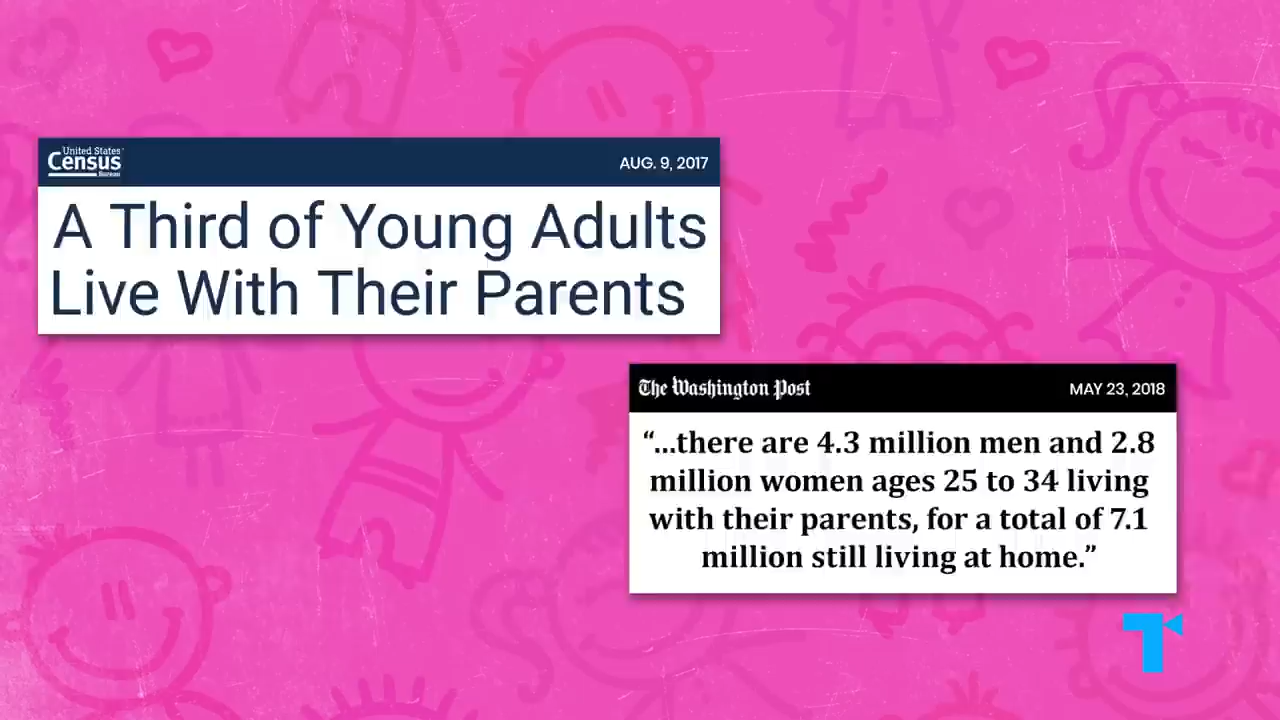 United States
Census
Bureau
AUG. 9, 2017
A Third of Young Adults
Live With Their Parents
The Washington Post
MAY 23, 2018
“...there are 4.3 million men and 2.8
million women ages 25 to 34 living
with their parents, for a total of 7.1
million still living at home.”